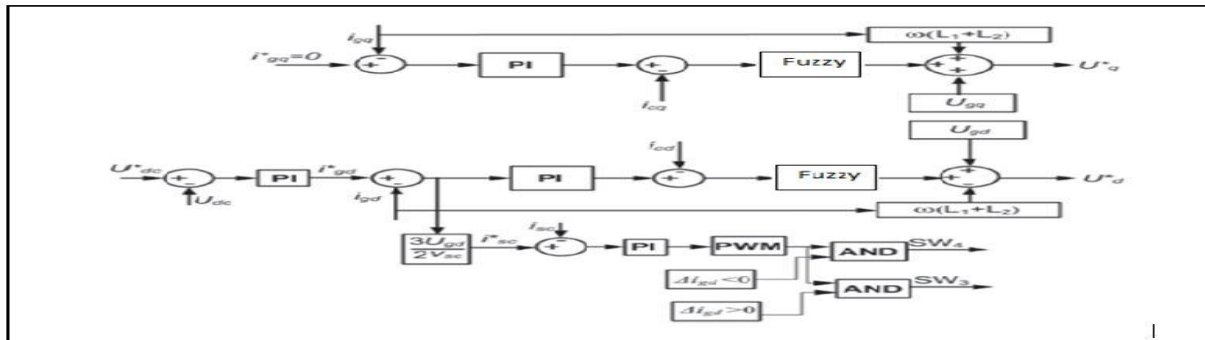 i_gq
ω(L₁+L₂)
i*_gq=0
PI
Fuzzy
U*_q
i_cq
U_gq
U_gd
i_cd
U*_dc
PI
i*_gd
PI
Fuzzy
U*_d
U_dc
i_gd
ω(L₁+L₂)
i_sc
3U_gd
2V_sc
i*_sc
PI
PWM
AND
SW₄
Δi_gd<0
AND
SW₃
Δi_gd>0